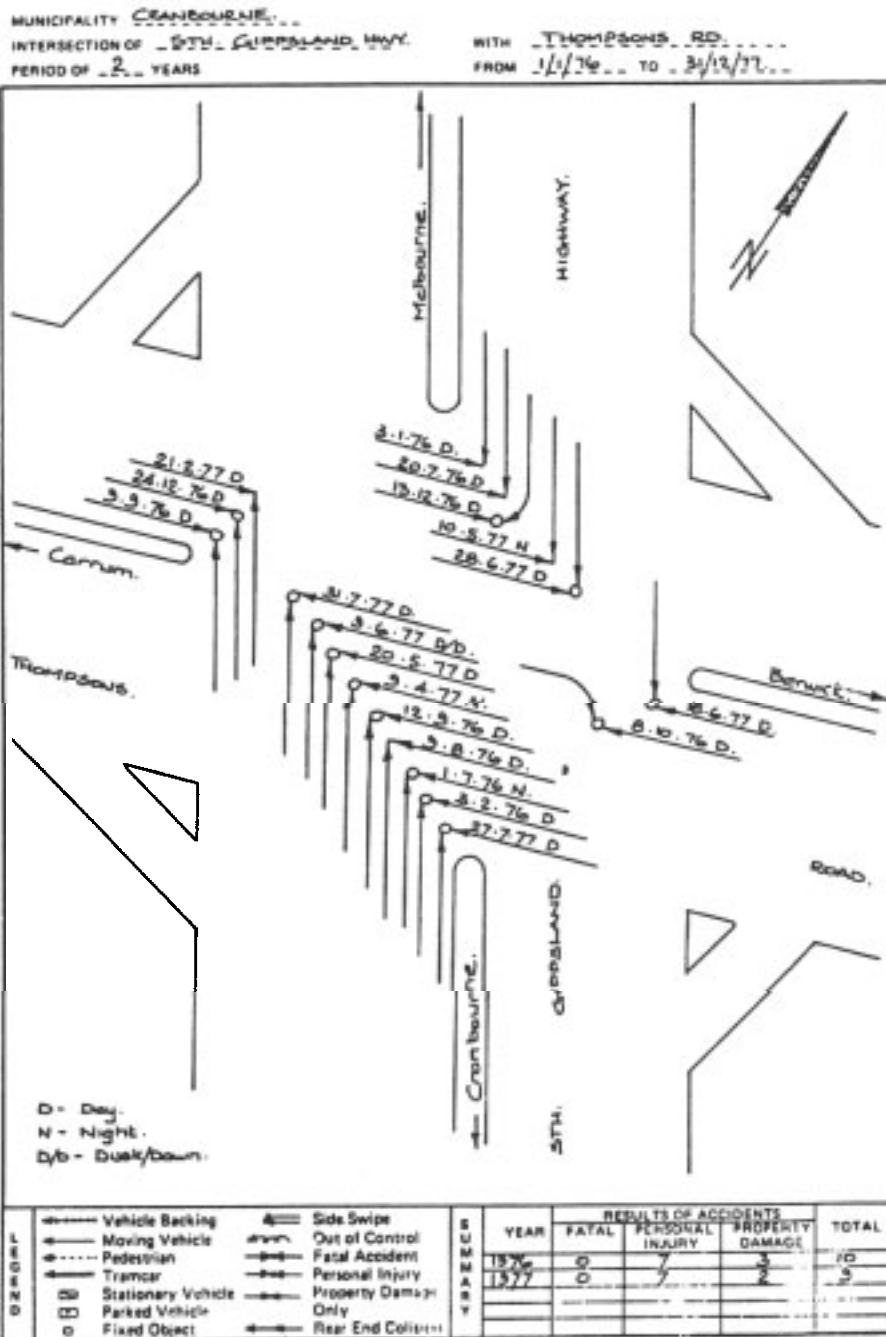 MUNICIPALITY CRANBOURNE.
INTERSECTION OF STH. GIPPSLAND HWY. WITH THOMPSONS RD.
PERIOD OF 2 YEARS FROM 1/1/76 TO 31/12/77
Melbourne.
HIGHWAY.
3.1.76 D.
20.7.76 D
13.12.76 D
10.5.77 N
28.6.77 D
21.2.77 D
24.12.76 D
9.9.76 D
Carrum.
THOMPSONS.
31.7.77 D.
9.6.77 D/D.
20.5.77 D
9.4.77 N.
12.9.76 D.
9.8.76 D.
1.7.76 N.
3.2.76 D
27.7.77 D
Berwick.
18.6.77 D
8.10.76 D.
ROAD.
Cranbourne.
STH. GIPPSLAND.
D - Day.
N - Night.
D/D - Dusk/Dawn.
LEGEND
Vehicle Backing
Moving Vehicle
Pedestrian
Tramcar
Stationary Vehicle
Parked Vehicle
Fixed Object
Side Swipe
Out of Control
Fatal Accident
Personal Injury
Property Damage
Only
Rear End Collision
SUMMARY
RESULTS OF ACCIDENTS
YEAR FATAL PERSONAL INJURY PROPERTY DAMAGE TOTAL
1976 0 7 3 10
1977 0 7 2 9